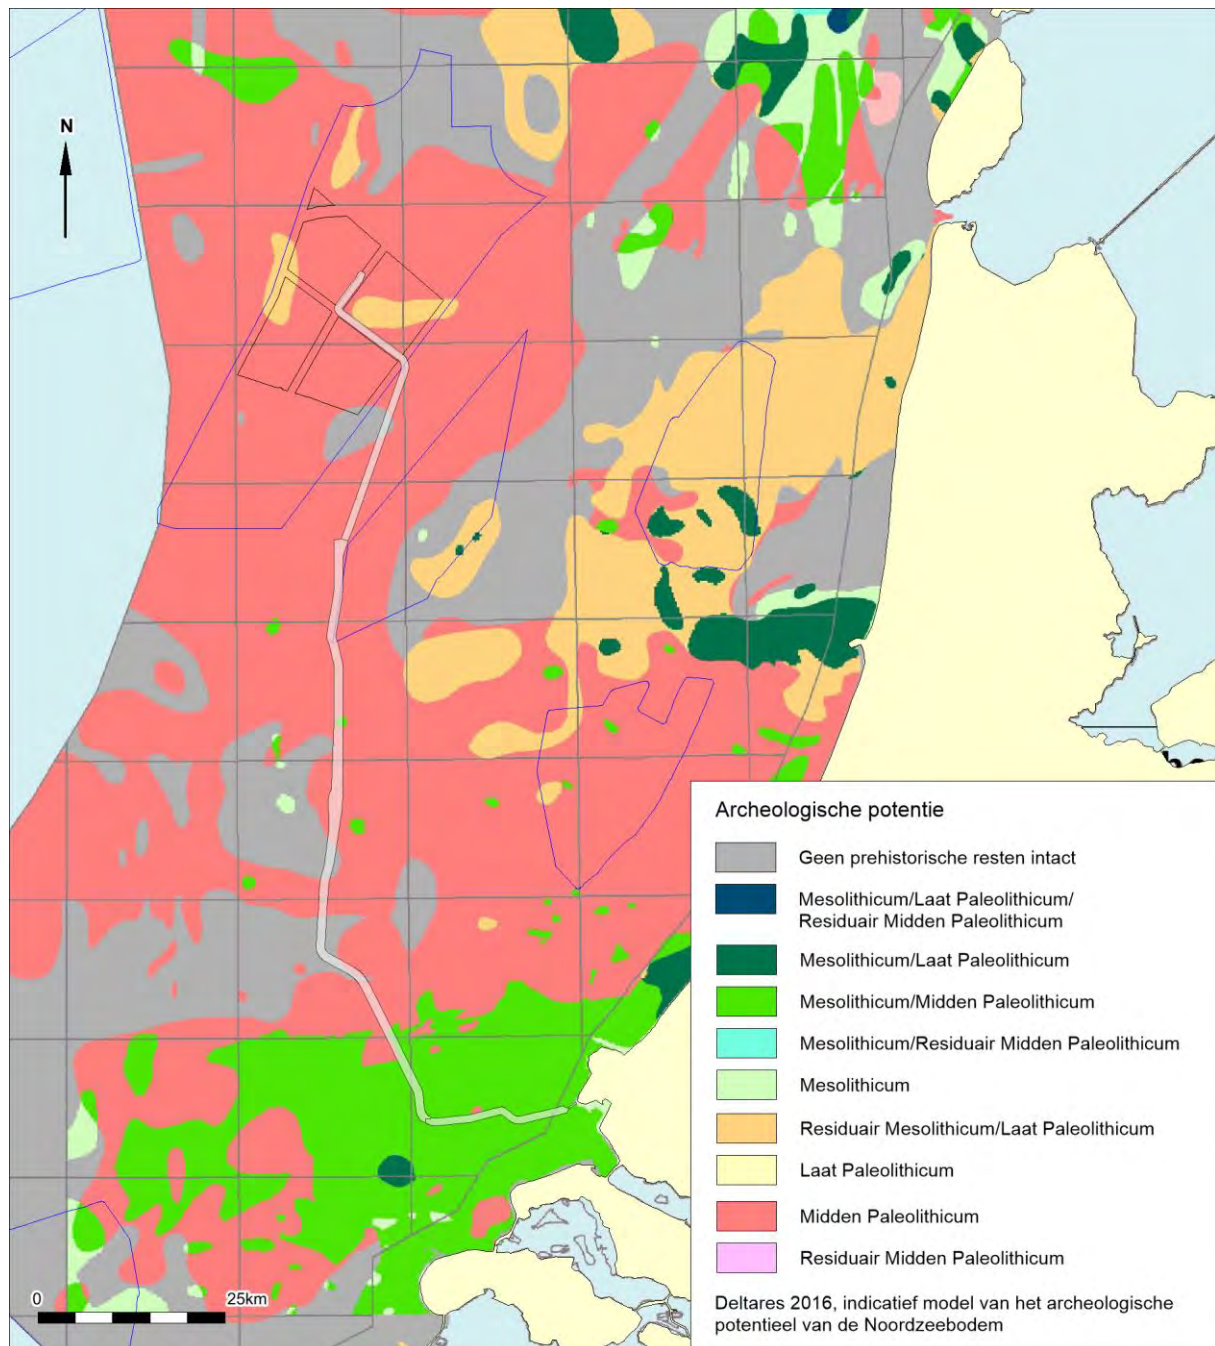 N
Archeologische potentie
Geen prehistorische resten intact
Mesolithicum/Laat Paleolithicum/
Residuair Midden Paleolithicum
Mesolithicum/Laat Paleolithicum
Mesolithicum/Midden Paleolithicum
Mesolithicum/Residuair Midden Paleolithicum
Mesolithicum
Residuair Mesolithicum/Laat Paleolithicum
Laat Paleolithicum
Midden Paleolithicum
Residuair Midden Paleolithicum
0 25km
Deltares 2016, indicatief model van het archeologische
potentieel van de Noordzeebodem